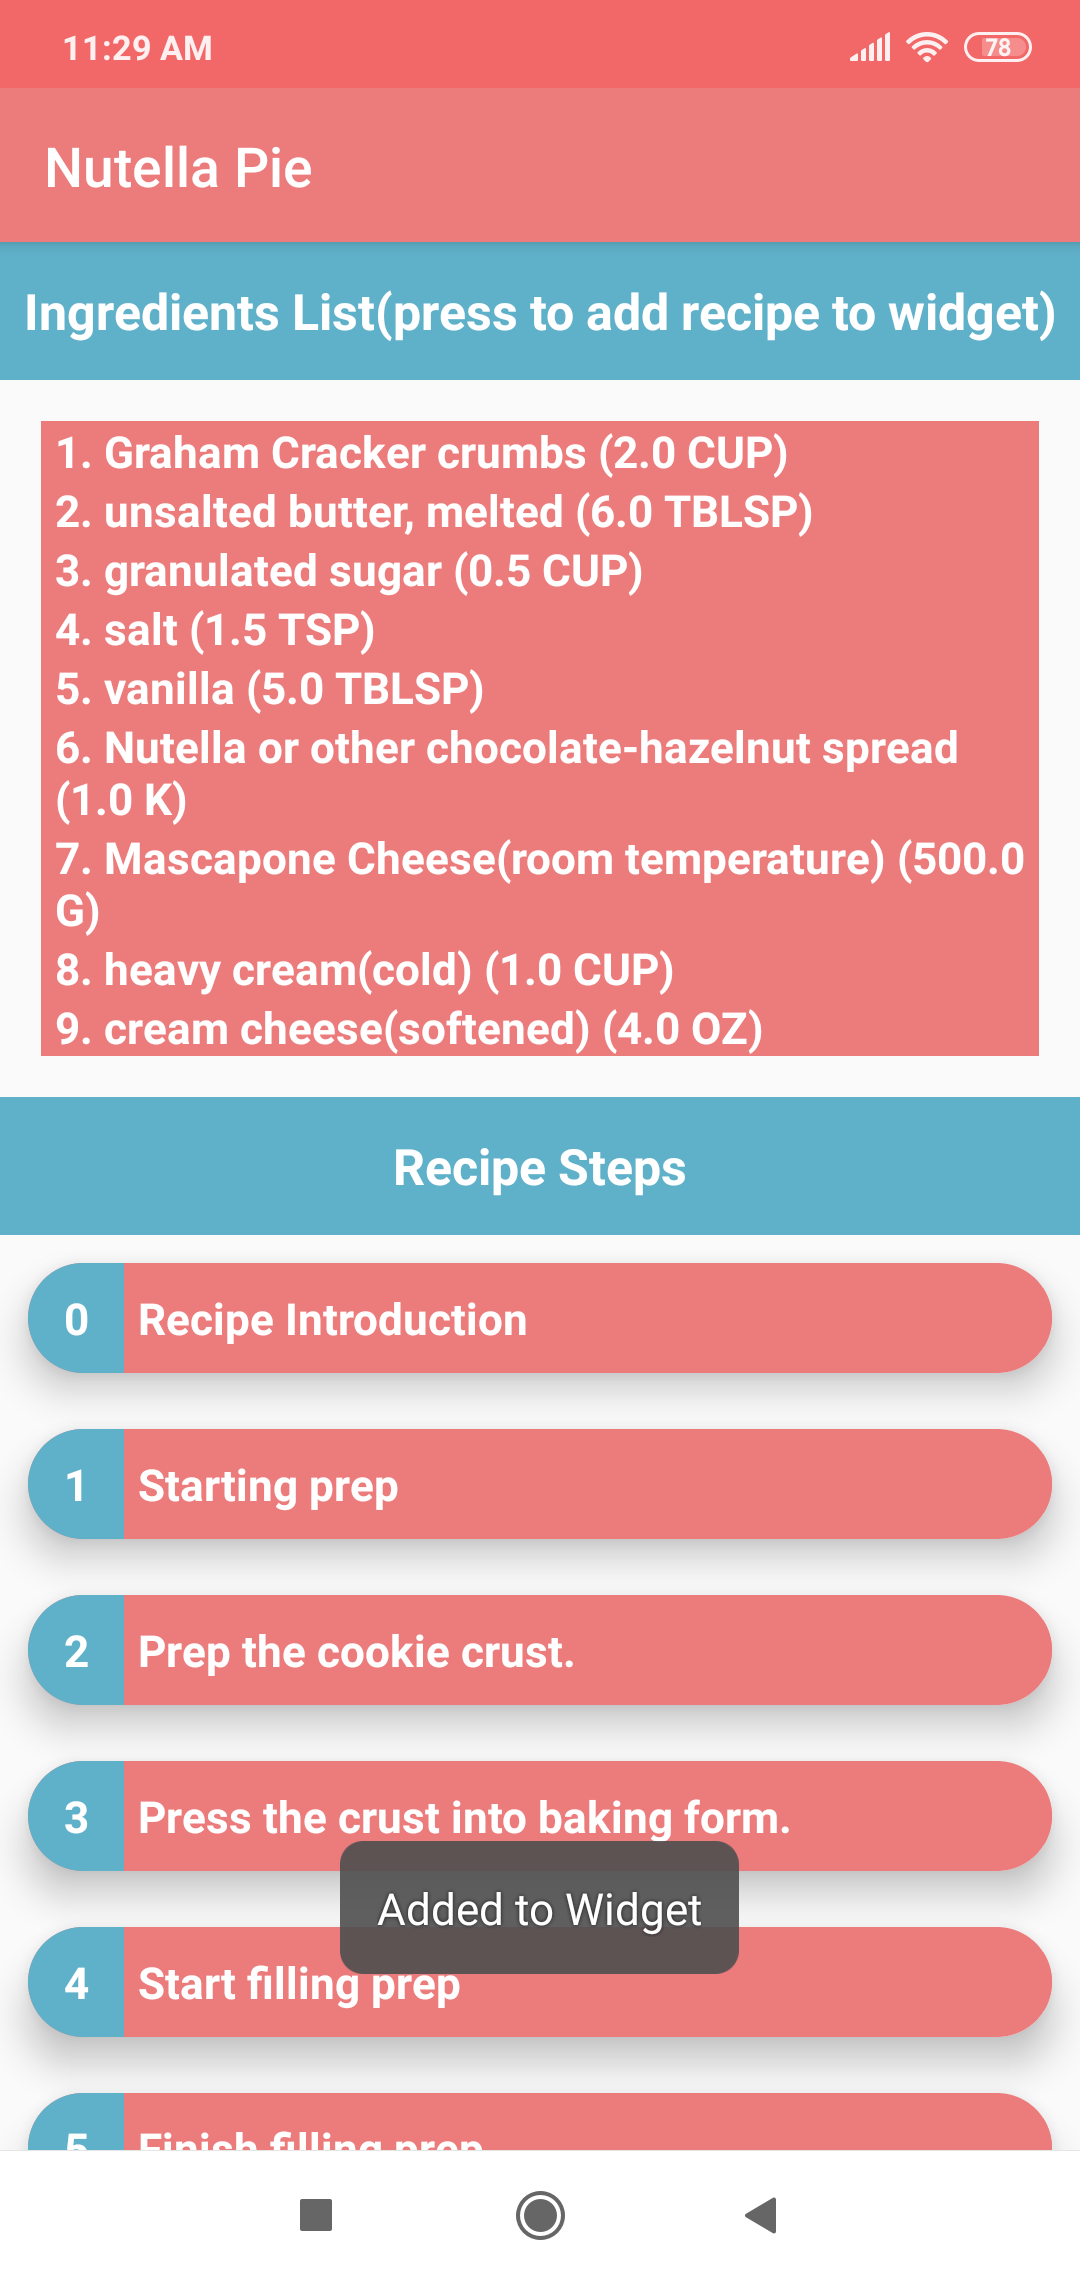 11:29 AM
78
Nutella Pie
Ingredients List(press to add recipe to widget)
1. Graham Cracker crumbs (2.0 CUP)
2. unsalted butter, melted (6.0 TBLSP)
3. granulated sugar (0.5 CUP)
4. salt (1.5 TSP)
5. vanilla (5.0 TBLSP)
6. Nutella or other chocolate-hazelnut spread
(1.0 K)
7. Mascapone Cheese(room temperature) (500.0
G)
8. heavy cream(cold) (1.0 CUP)
9. cream cheese(softened) (4.0 OZ)
Recipe Steps
0 Recipe Introduction
1 Starting prep
2 Prep the cookie crust.
3 Press the crust into baking form.
Added to Widget
4 Start filling prep
5 Finish filling prep